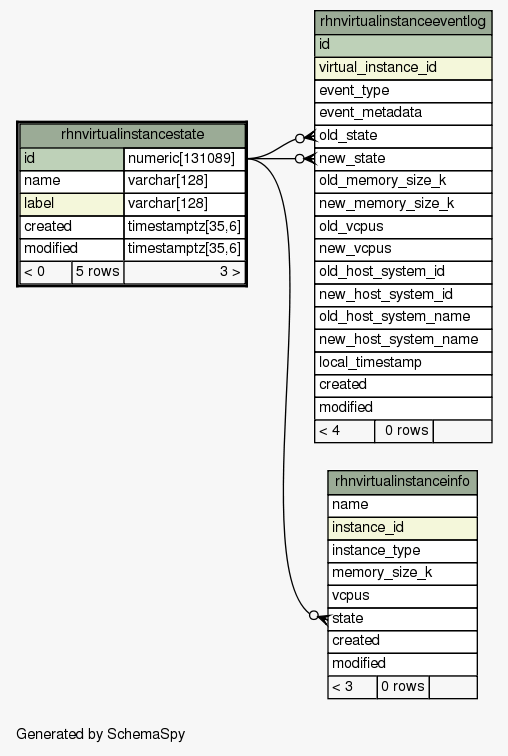 rhnvirtualinstancestate
id numeric[131089]
name varchar[128]
label varchar[128]
created timestamptz[35,6]
modified timestamptz[35,6]
< 0 5 rows 3 >
rhnvirtualinstanceeventlog
id
virtual_instance_id
event_type
event_metadata
old_state
new_state
old_memory_size_k
new_memory_size_k
old_vcpus
new_vcpus
old_host_system_id
new_host_system_id
old_host_system_name
new_host_system_name
local_timestamp
created
modified
< 4 0 rows
rhnvirtualinstanceinfo
name
instance_id
instance_type
memory_size_k
vcpus
state
created
modified
< 3 0 rows
Generated by SchemaSpy